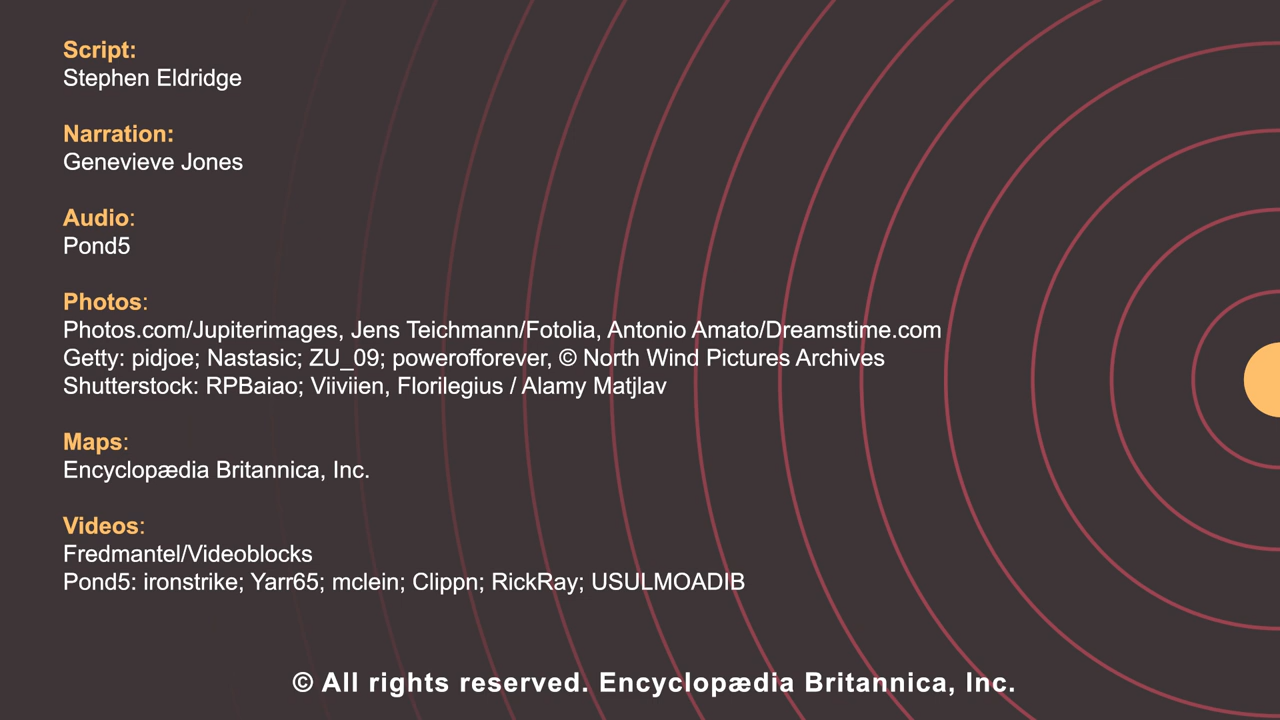 Script:
Stephen Eldridge
Narration:
Genevieve Jones
Audio:
Pond5
Photos:
Photos.com/Jupiterimages, Jens Teichmann/Fotolia, Antonio Amato/Dreamstime.com
Getty: pidjoe; Nastasic; ZU_09; powerofforever, © North Wind Pictures Archives
Shutterstock: RPBaiao; Viiviien, Florilegius / Alamy Matjlav
Maps:
Encyclopædia Britannica, Inc.
Videos:
Fredmantel/Videoblocks
Pond5: ironstrike; Yarr65; mclein; Clippn; RickRay; USULMOADIB
© All rights reserved. Encyclopædia Britannica, Inc.